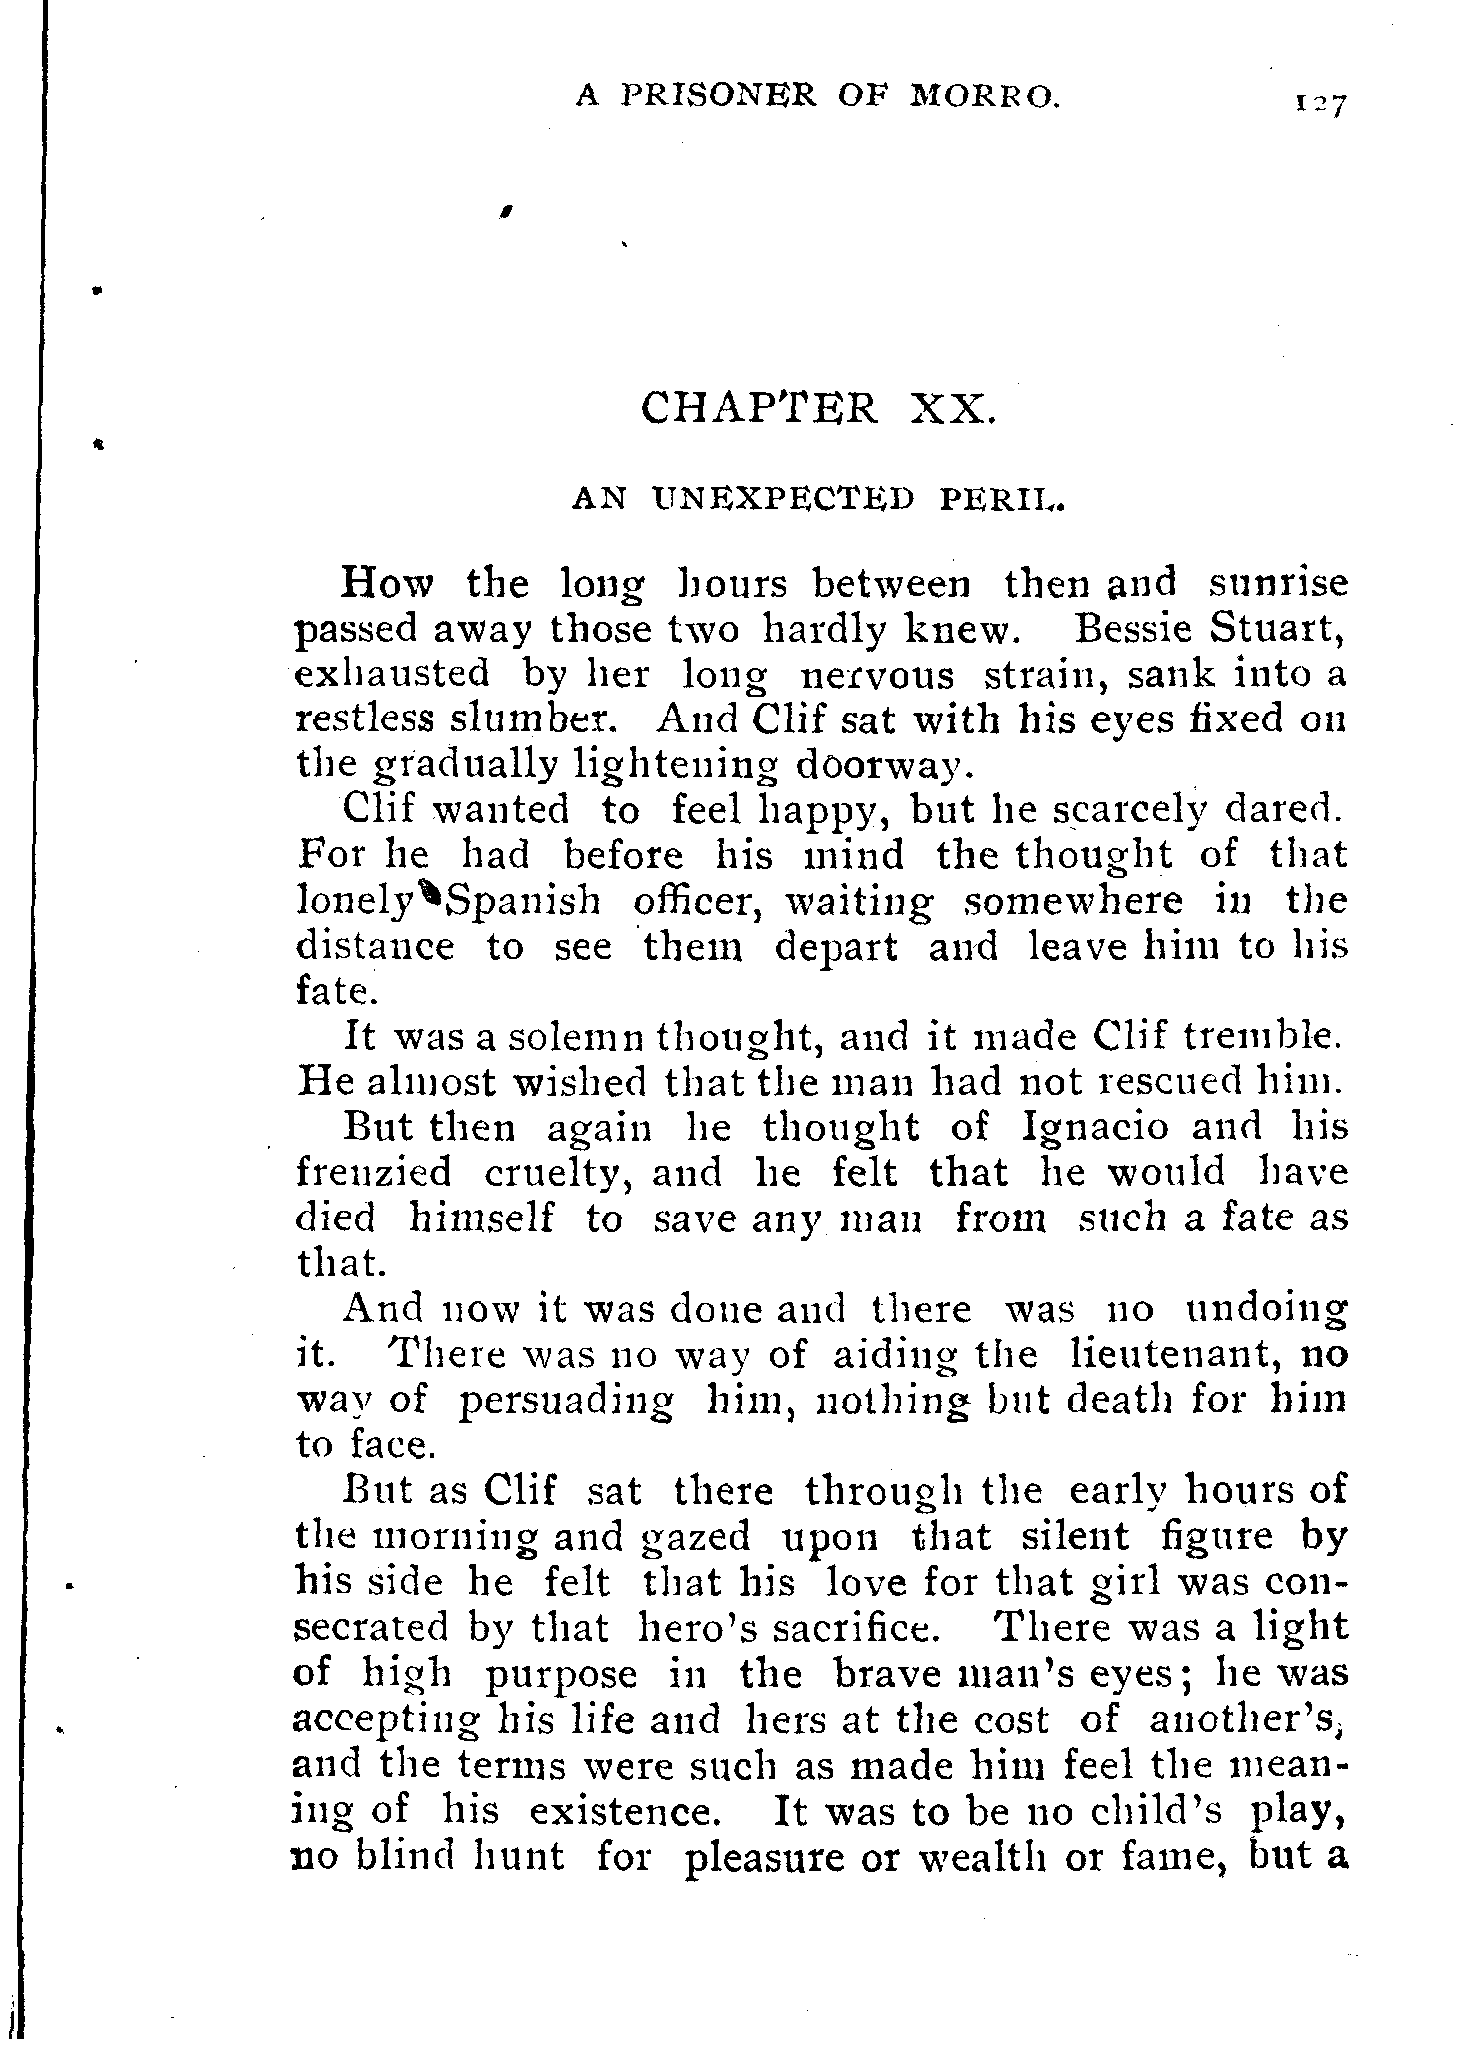 A PRISONER OF MORRO. 127
CHAPTER XX.
AN UNEXPECTED PERIL.
How the long hours between then and sunrise
passed away those two hardly knew. Bessie Stuart,
exhausted by her long nervous strain, sank into a
restless slumber. And Clif sat with his eyes fixed on
the gradually lightening doorway.
Clif wanted to feel happy, but he scarcely dared.
For he had before his mind the thought of that
lonely Spanish officer, waiting somewhere in the
distance to see them depart and leave him to his
fate.
It was a solemn thought, and it made Clif tremble.
He almost wished that the man had not rescued him.
But then again he thought of Ignacio and his
frenzied cruelty, and he felt that he would have
died himself to save any man from such a fate as
that.
And now it was done and there was no undoing
it. There was no way of aiding the lieutenant, no
way of persuading him, nothing but death for him
to face.
But as Clif sat there through the early hours of
the morning and gazed upon that silent figure by
his side he felt that his love for that girl was con-
secrated by that hero's sacrifice. There was a light
of high purpose in the brave man's eyes; he was
accepting his life and hers at the cost of another's,
and the terms were such as made him feel the mean-
ing of his existence. It was to be no child's play,
no blind hunt for pleasure or wealth or fame, but a